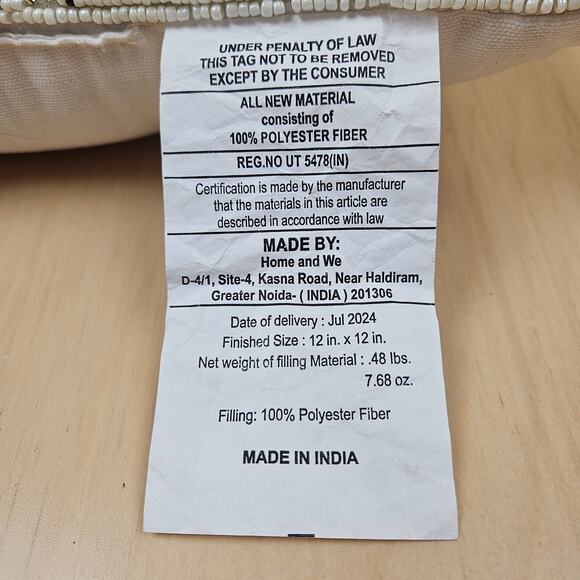 UNDER PENALTY OF LAW
THIS TAG NOT TO BE REMOVED
EXCEPT BY THE CONSUMER
ALL NEW MATERIAL
consisting of
100% POLYESTER FIBER
REG.NO UT 5478(IN)
Certification is made by the manufacturer
that the materials in this article are
described in accordance with law
MADE BY:
Home and We
D-4/1, Site-4, Kasna Road, Near Haldiram,
Greater Noida- ( INDIA ) 201306
Date of delivery : Jul 2024
Finished Size : 12 in. x 12 in.
Net weight of filling Material : .48 lbs.
7.68 oz.
Filling: 100% Polyester Fiber
MADE IN INDIA